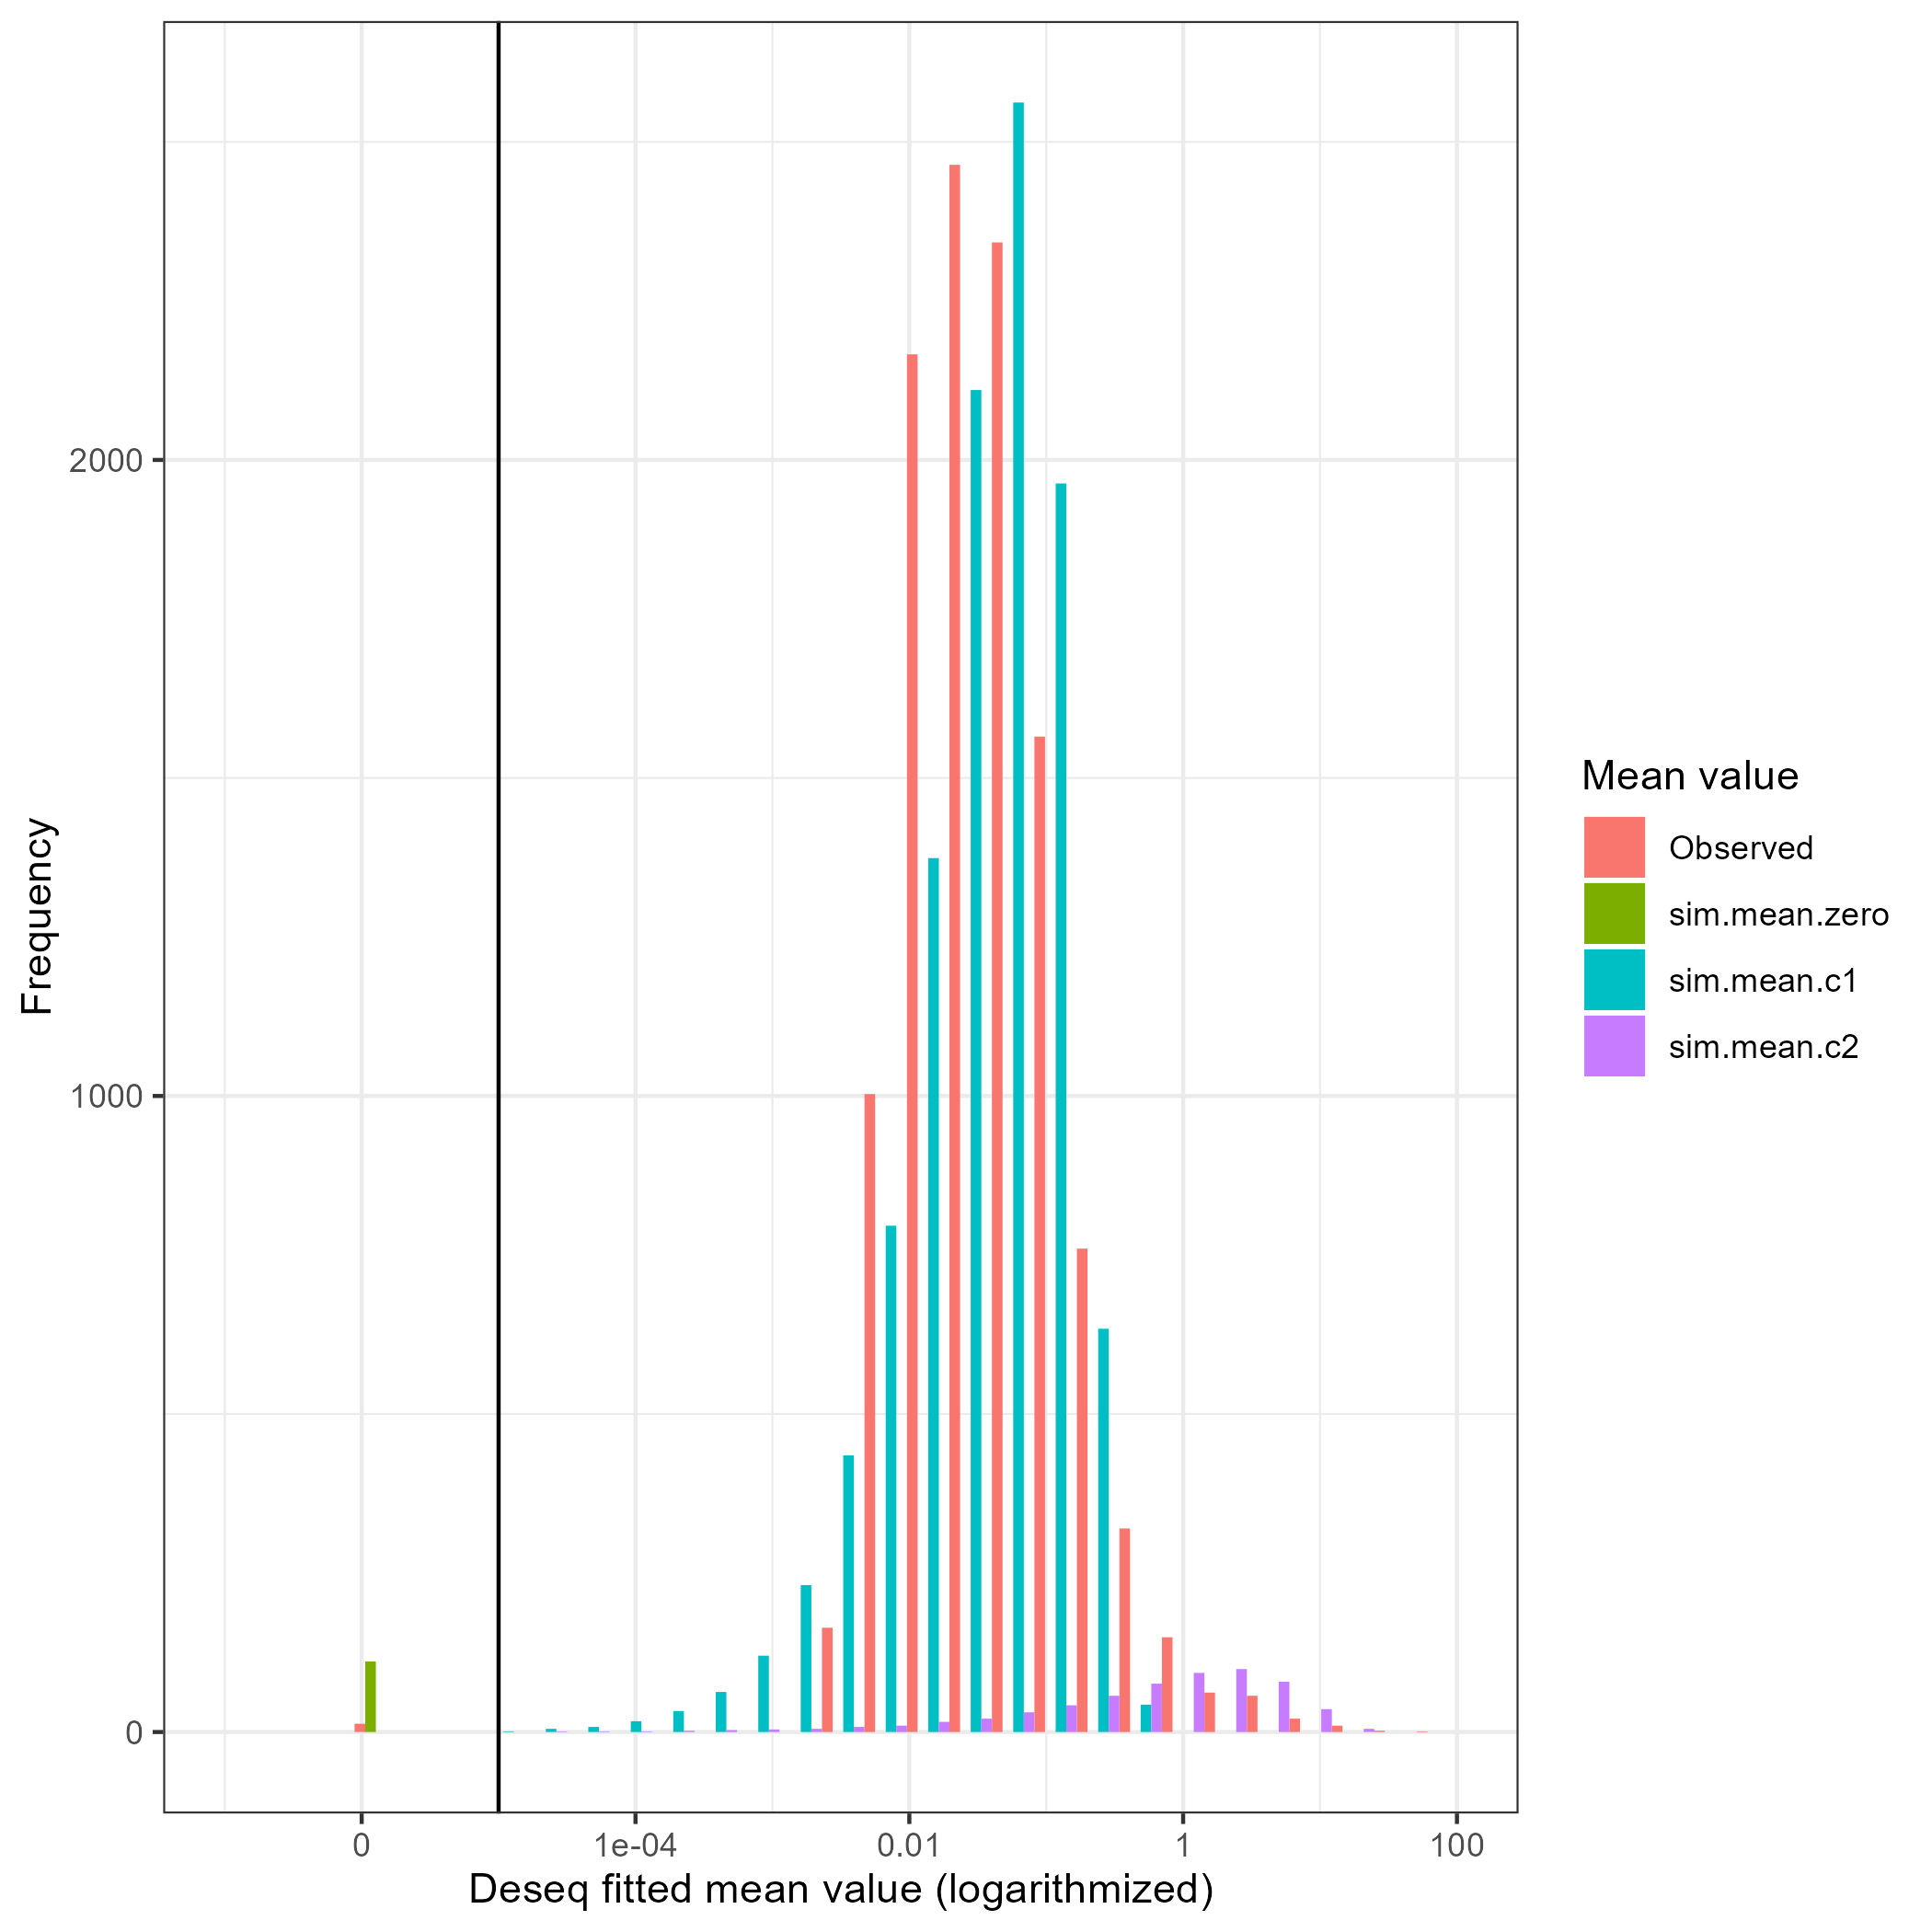 Frequency
2000
1000
0
0
1e-04
0.01
1
100
Deseq fitted mean value (logarithmized)
Mean value
Observed
sim.mean.zero
sim.mean.c1
sim.mean.c2